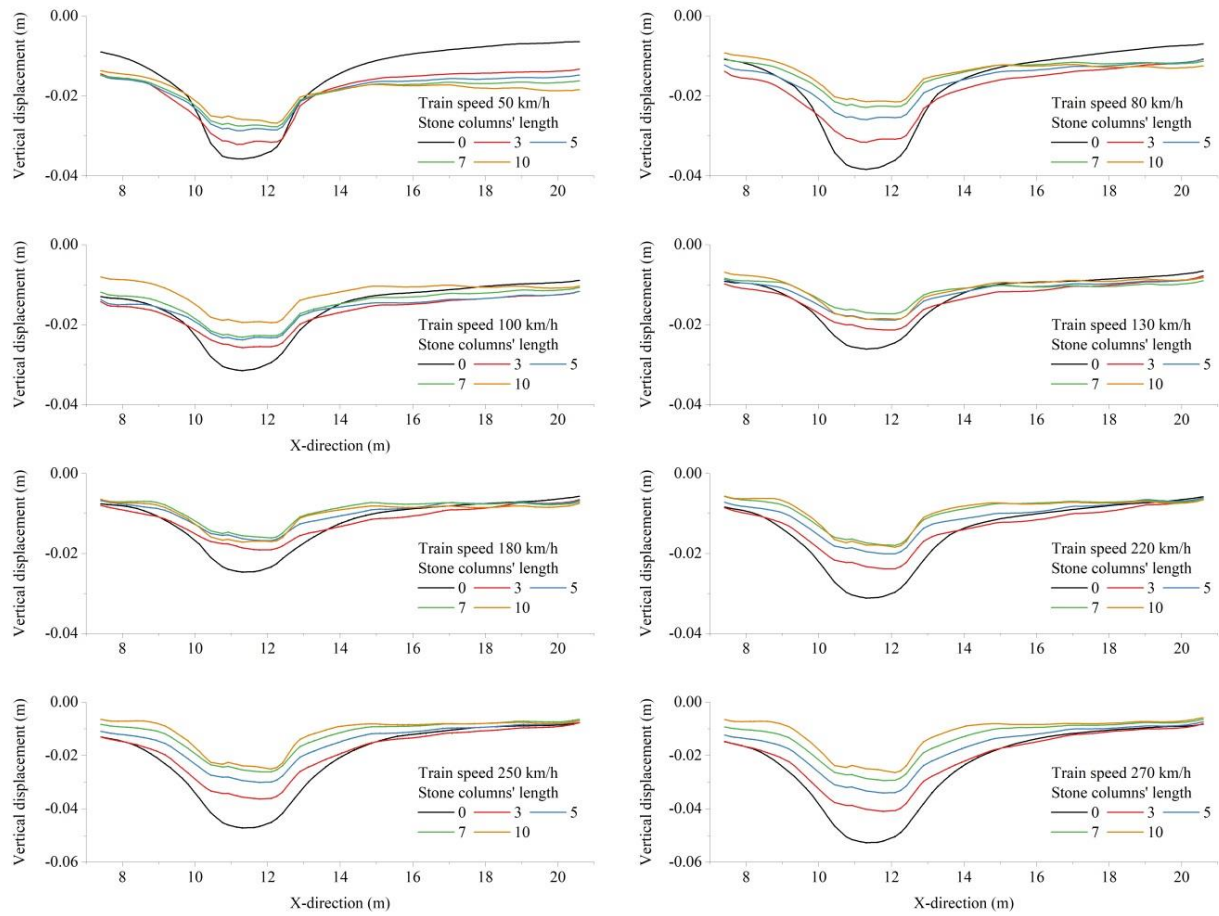 0.00
-0.02
-0.04
Vertical displacement (m)
Train speed 50 km/h
Stone columns' length
0 3 5
7 10
8 10 12 14 16 18 20
0.00
-0.02
-0.04
Vertical displacement (m)
Train speed 80 km/h
Stone columns' length
0 3 5
7 10
8 10 12 14 16 18 20
0.00
-0.02
-0.04
Vertical displacement (m)
Train speed 100 km/h
Stone columns' length
0 3 5
7 10
8 10 12 14 16 18 20
X-direction (m)
0.00
-0.02
-0.04
Vertical displacement (m)
Train speed 130 km/h
Stone columns' length
0 3 5
7 10
8 10 12 14 16 18 20
0.00
-0.02
-0.04
Vertical displacement (m)
Train speed 180 km/h
Stone columns' length
0 3 5
7 10
8 10 12 14 16 18 20
0.00
-0.02
-0.04
Vertical displacement (m)
Train speed 220 km/h
Stone columns' length
0 3 5
7 10
8 10 12 14 16 18 20
0.00
-0.02
-0.04
-0.06
Vertical displacement (m)
Train speed 250 km/h
Stone columns' length
0 3 5
7 10
8 10 12 14 16 18 20
X-direction (m)
0.00
-0.02
-0.04
-0.06
Vertical displacement (m)
Train speed 270 km/h
Stone columns' length
0 3 5
7 10
8 10 12 14 16 18 20
X-direction (m)